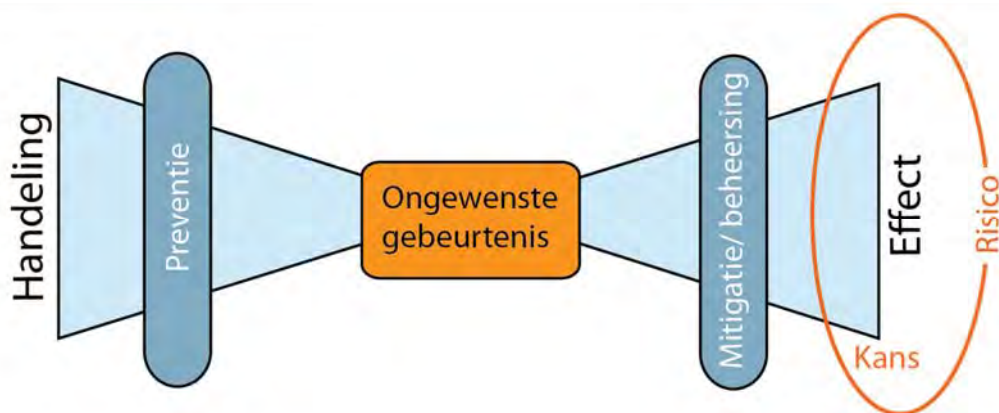 Handeling
Preventie
Ongewenste
gebeurtenis
Mitigatie/ beheersing
Effect
Risico
Kans